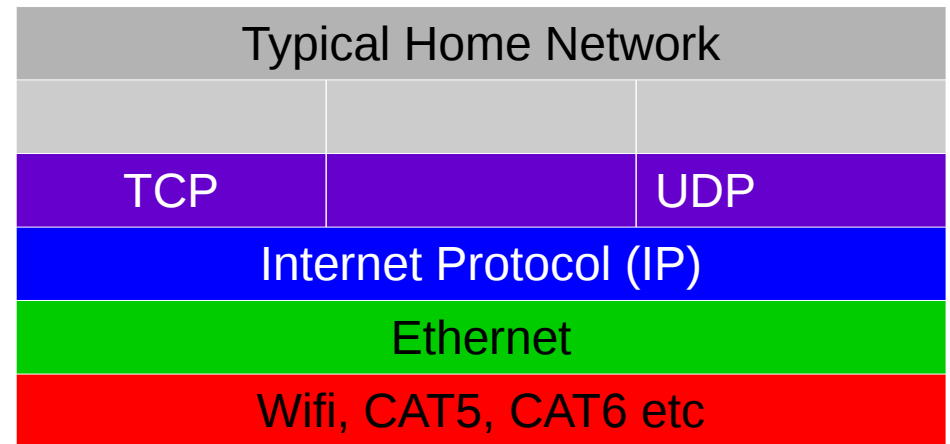 Typical Home Network
TCP UDP
Internet Protocol (IP)
Ethernet
Wifi, CAT5, CAT6 etc